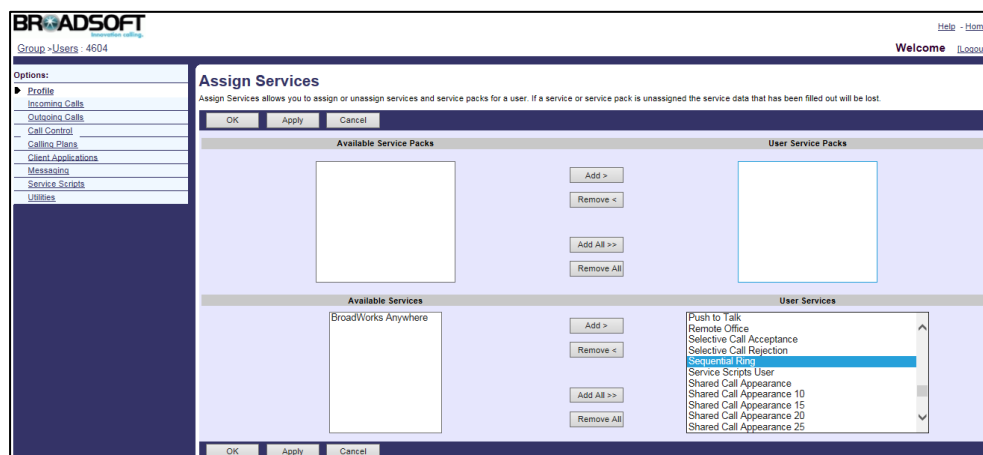 BROADSOFT
Innovation calling.
Help - Hom
Group >Users : 4604
Welcome [Logou
Options:
Profile
Incoming Calls
Outgoing Calls
Call Control
Calling Plans
Client Applications
Messaging
Service Scripts
Utilities
Assign Services
Assign Services allows you to assign or unassign services and service packs for a user. If a service or service pack is unassigned the service data that has been filled out will be lost.
OK Apply Cancel
Available Service Packs User Service Packs
Add >
Remove <
Add All >>
Remove All
Available Services User Services
BroadWorks Anywhere
Add >
Remove <
Add All >>
Remove All
Push to Talk
Remote Office
Selective Call Acceptance
Selective Call Rejection
Sequential Ring
Service Scripts User
Shared Call Appearance
Shared Call Appearance 10
Shared Call Appearance 15
Shared Call Appearance 20
Shared Call Appearance 25
OK Apply Cancel